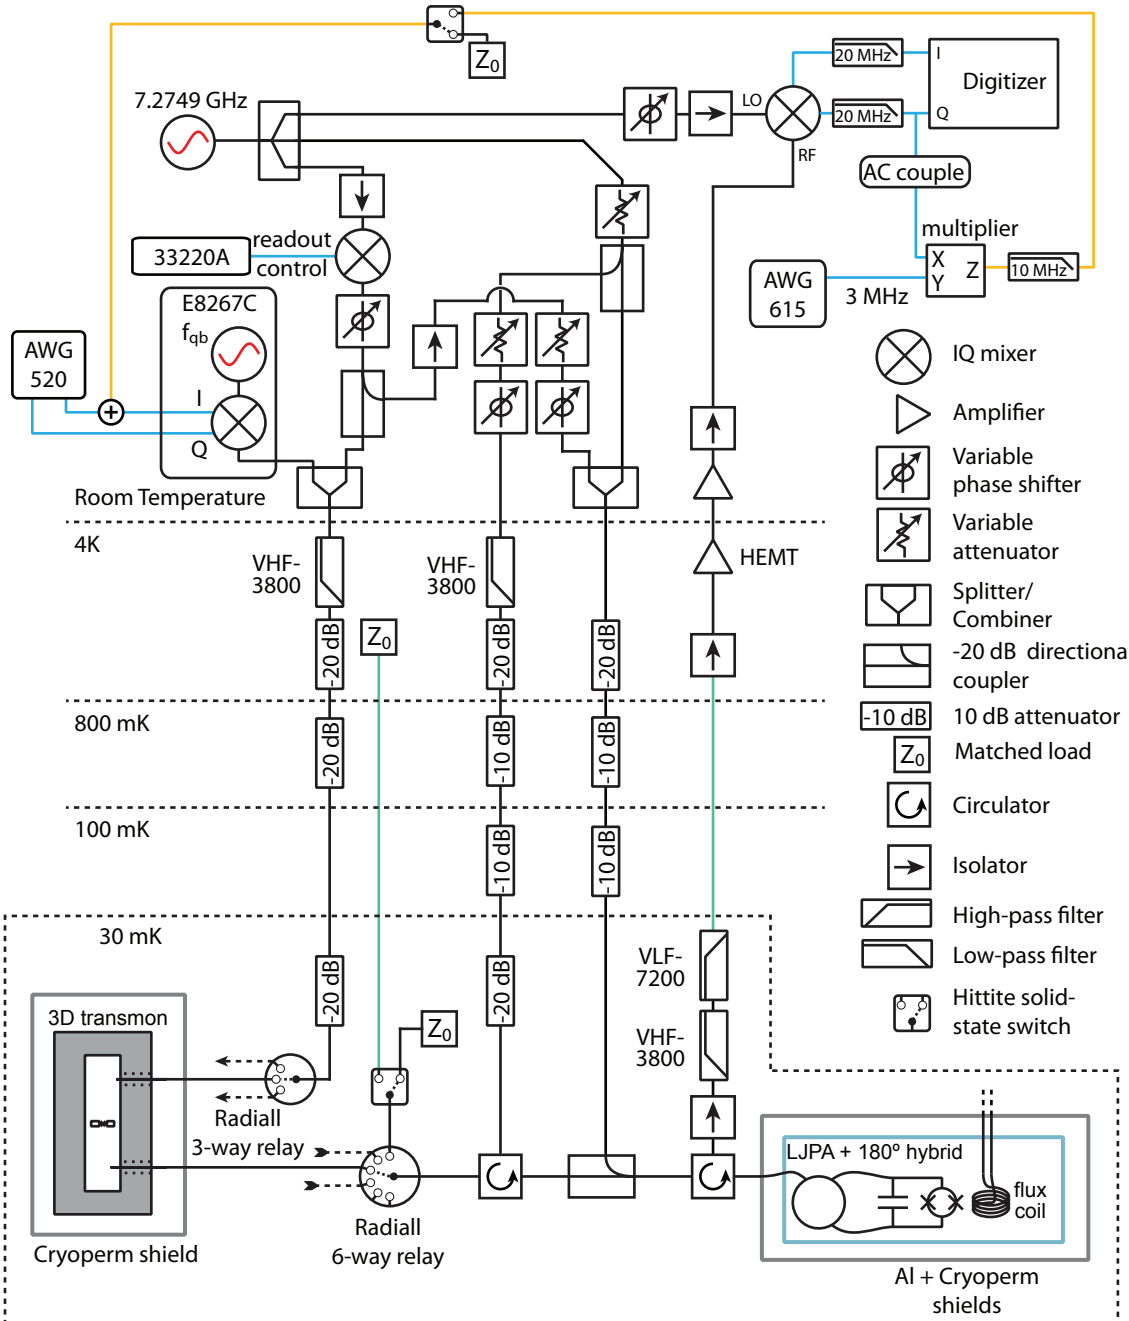 Z0
7.2749 GHz
LO
RF
20 MHz
20 MHz
I
Q
Digitizer
AC couple
multiplier
X
Y
Z
10 MHz
AWG
615
3 MHz
33220A
readout
control
E8267C
fqb
AWG
520
I
Q
Room Temperature
4K
VHF-
3800
VHF-
3800
HEMT
-20 dB
Z0
-20 dB
-20 dB
800 mK
-20 dB
-10 dB
-10 dB
100 mK
-10 dB
-10 dB
30 mK
-20 dB
-20 dB
VLF-
7200
VHF-
3800
Z0
3D transmon
Radiall
3-way relay
Radiall
6-way relay
Cryoperm shield
LJPA + 180º hybrid
flux
coil
Al + Cryoperm
shields
IQ mixer
Amplifier
Variable
phase shifter
Variable
attenuator
Splitter/
Combiner
-20 dB directiona
coupler
-10 dB
10 dB attenuator
Z0
Matched load
Circulator
Isolator
High-pass filter
Low-pass filter
Hittite solid-
state switch